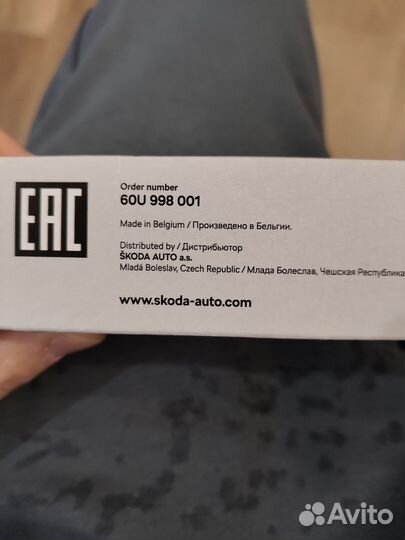 EAC
Order number
60U 998 001
Made in Belgium / Произведено в Бельгии.
Distributed by / Дистрибьютор
ŠKODA AUTO a.s.
Mladá Boleslav, Czech Republic / Млада Болеслав, Чешская Республика
www.skoda-auto.com
Avito